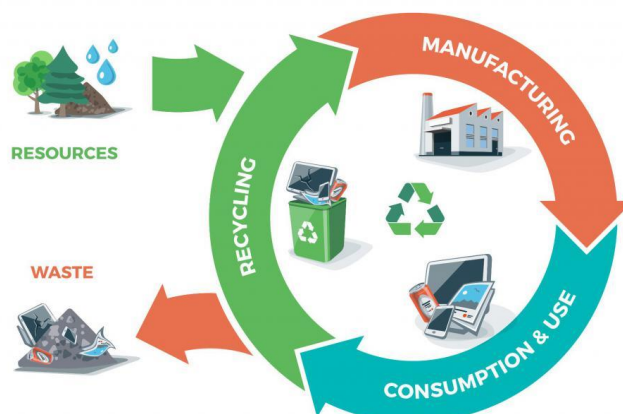 RESOURCES
WASTE
RECYCLING
MANUFACTURING
CONSUMPTION & USE